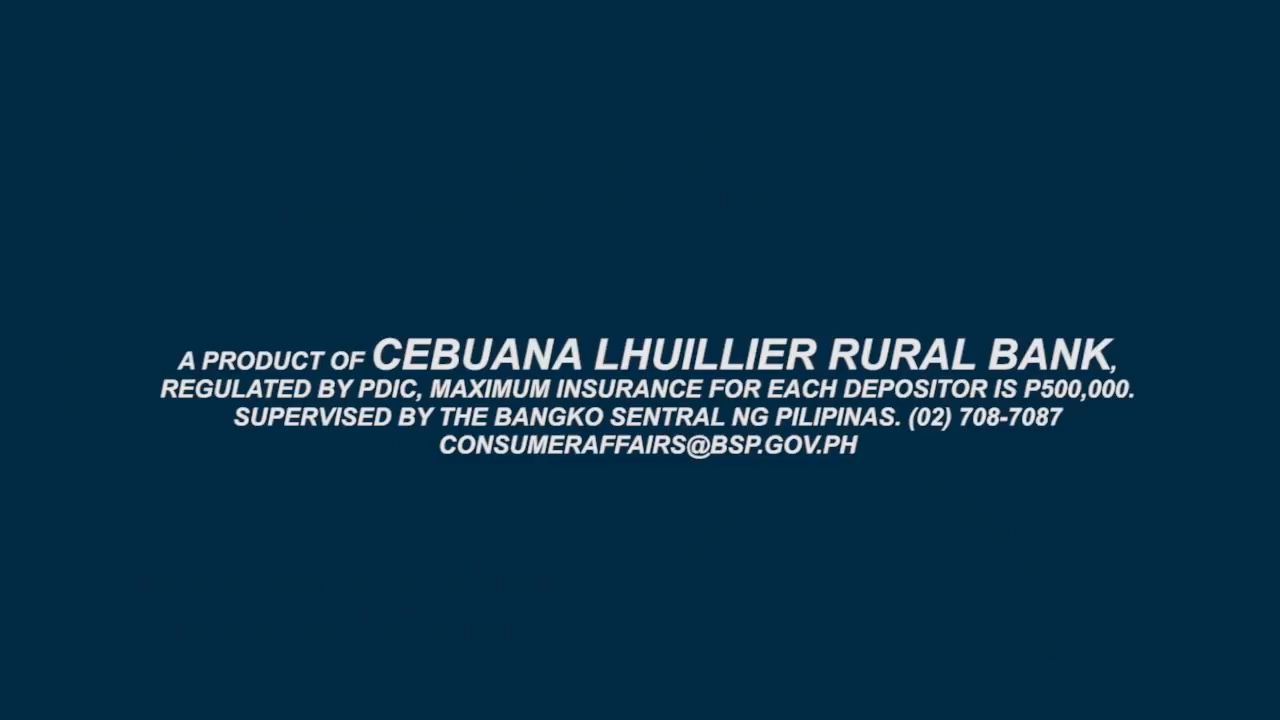 A PRODUCT OF CEBUANA LHUILLIER RURAL BANK,
REGULATED BY PDIC, MAXIMUM INSURANCE FOR EACH DEPOSITOR IS P500,000.
SUPERVISED BY THE BANGKO SENTRAL NG PILIPINAS. (02) 708-7087
CONSUMERAFFAIRS@BSP.GOV.PH